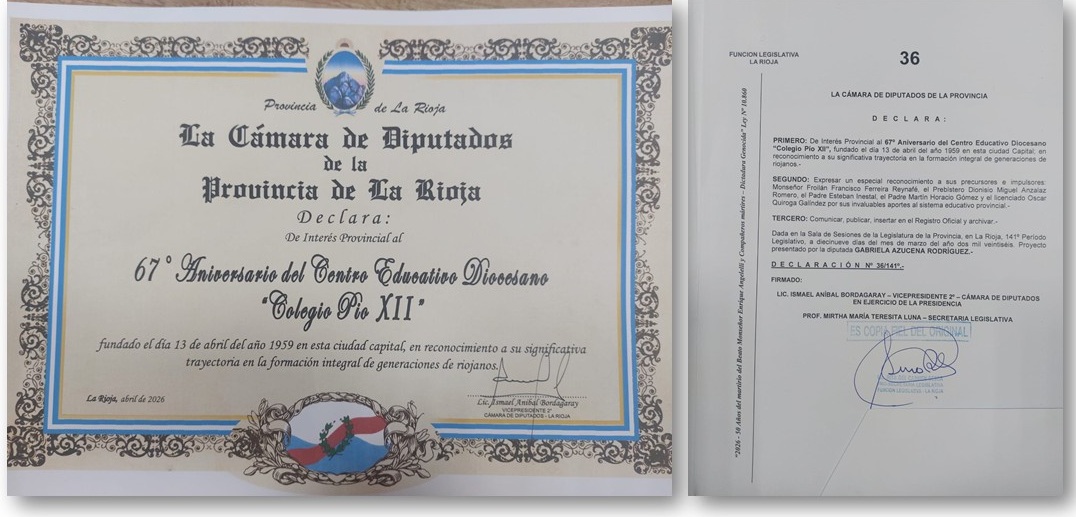 Provincia de La Rioja
La Cámara de Diputados
de la
Provincia de La Rioja
Declara:
De Interés Provincial al
67° Aniversario del Centro Educativo Diocesano
"Colegio Pio XII"
fundado el día 13 de abril del año 1959 en esta ciudad capital, en reconocimiento a su significativa
trayectoria en la formación integral de generaciones de riojanos.
La Rioja, abril de 2026
Lic. Ismael Aníbal Bordagaray
VICEPRESIDENTE 2°
CÁMARA DE DIPUTADOS - LA RIOJA
FUNCION LEGISLATIVA
LA RIOJA
36
LA CÁMARA DE DIPUTADOS DE LA PROVINCIA
D E C L A R A :
PRIMERO: De Interés Provincial al 67º Aniversario del Centro Educativo Diocesano
"Colegio Pío XII", fundado el día 13 de abril del año 1959 en esta ciudad Capital, en
reconocimiento a su significativa trayectoria en la formación integral de generaciones de
riojanos.-
SEGUNDO: Expresar un especial reconocimiento a sus precursores e impulsores:
Monseñor Froilán Francisco Ferreira Reynafé, el Prebístero Dionisio Miguel Anzalaz
Romero, el Padre Esteban Inestal, el Padre Martín Horacio Gómez y el licenciado Oscar
Quiroga Galíndez por sus invaluables aportes al sistema educativo provincial.-
TERCERO: Comunicar, publicar, insertar en el Registro Oficial y archivar.-
Dada en la Sala de Sesiones de la Legislatura de la Provincia, en La Rioja, 141º Período
Legislativo, a diecinueve días del mes de marzo del año dos mil veintiséis. Proyecto
presentado por la diputada GABRIELA AZUCENA RODRÍGUEZ.-
D E C L A R A C I Ó N Nº 36/141º.-
FIRMADO:
LIC. ISMAEL ANÍBAL BORDAGARAY – VICEPRESIDENTE 2º – CÁMARA DE DIPUTADOS
EN EJERCICIO DE LA PRESIDENCIA
PROF. MIRTHA MARÍA TERESITA LUNA – SECRETARIA LEGISLATIVA
ES COPIA FIEL DEL ORIGINAL
FUNCIÓN LEGISLATIVA - LA RIOJA
"2026 - 50 Años del martirio del Beato Monseñor Enrique Angelelli y Compañeros mártires – Dictadura Genocida" Ley Nº 10.860